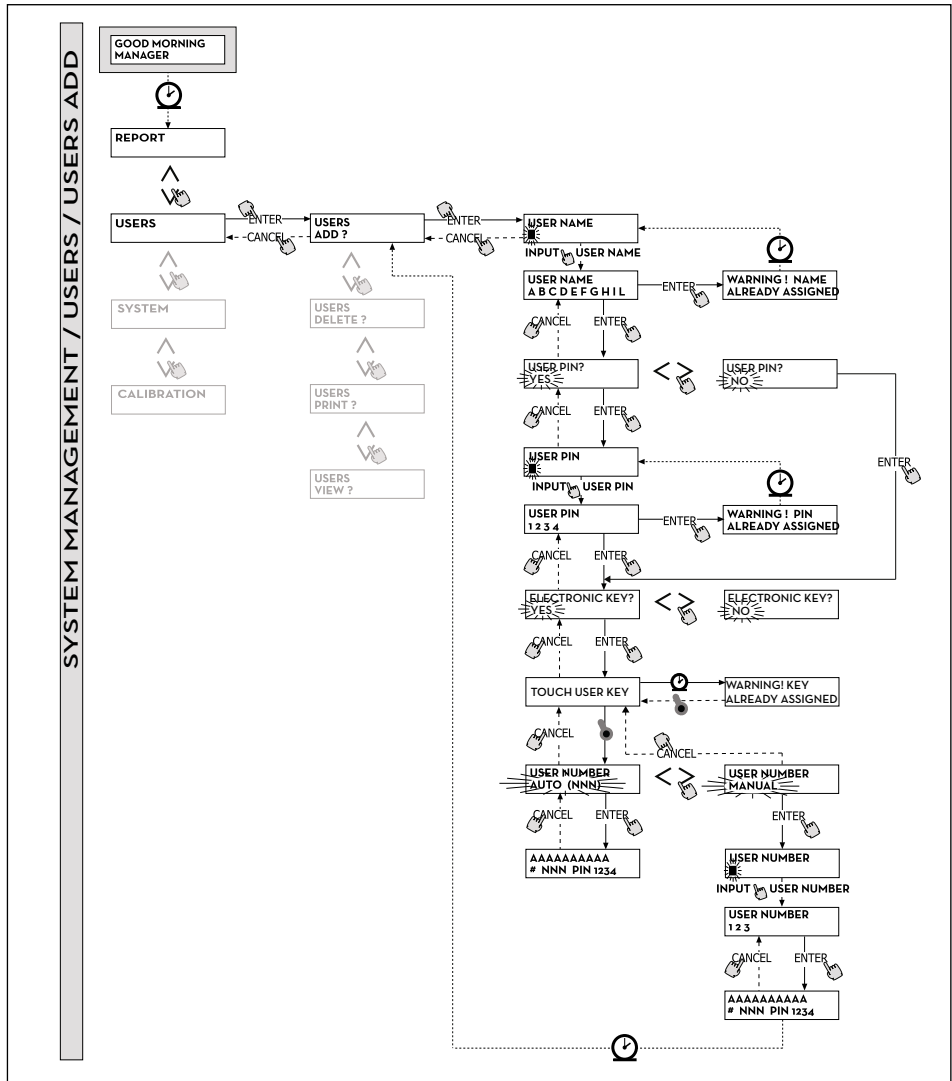 SYSTEM MANAGEMENT / USERS / USERS ADD
GOOD MORNING
MANAGER
REPORT
USERS
ENTER
CANCEL
USERS
ADD ?
ENTER
CANCEL
USER NAME
INPUT USER NAME
USER NAME
A B C D E F G H I L
ENTER
WARNING ! NAME
ALREADY ASSIGNED
SYSTEM
USERS
DELETE ?
CANCEL
ENTER
USER PIN?
YES
USER PIN?
NO
CALIBRATION
USERS
PRINT ?
CANCEL
ENTER
USER PIN
INPUT USER PIN
ENTER
USERS
VIEW ?
USER PIN
1 2 3 4
ENTER
WARNING ! PIN
ALREADY ASSIGNED
CANCEL
ENTER
ELECTRONIC KEY?
YES
ELECTRONIC KEY?
NO
CANCEL
ENTER
TOUCH USER KEY
WARNING! KEY
ALREADY ASSIGNED
CANCEL
CANCEL
USER NUMBER
AUTO (NNN)
USER NUMBER
MANUAL
CANCEL
ENTER
ENTER
AAAAAAAAAA
# NNN PIN 1234
USER NUMBER
INPUT USER NUMBER
USER NUMBER
1 2 3
CANCEL
ENTER
AAAAAAAAAA
# NNN PIN 1234